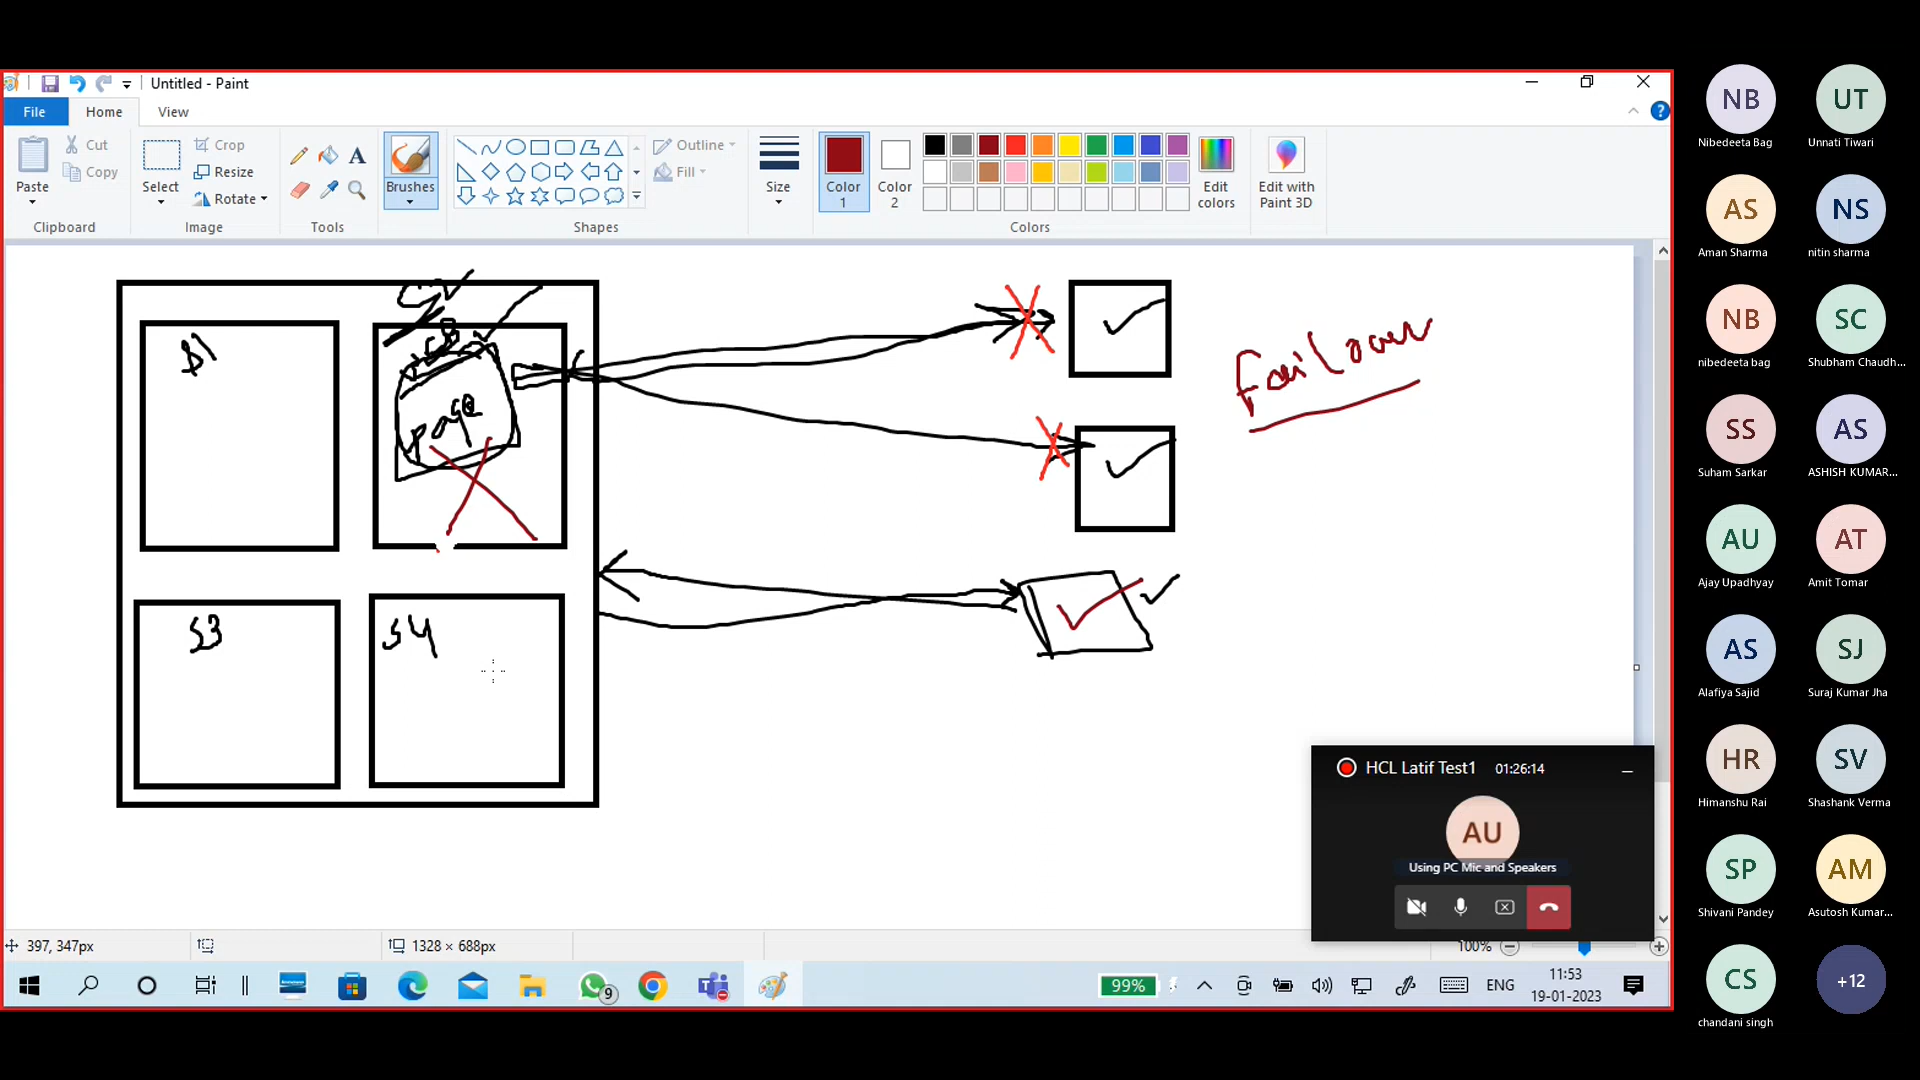 Untitled - Paint
File
Home
View
Paste
Cut
Copy
Clipboard
Select
Crop
Resize
Rotate
Image
A
Tools
Brushes
Shapes
Outline
Fill
Size
Color
1
Color
2
Edit
colors
Edit with
Paint 3D
Colors
S1
Page
S3
S4
Failover
HCL Latif Test1
01:26:14
AU
Using PC Mic and Speakers
397, 347px
1328 × 688px
100%
9
99%
ENG
11:53
19-01-2023
NB
Nibedeeta Bag
UT
Unnati Tiwari
AS
Aman Sharma
NS
nitin sharma
NB
nibedeeta bag
SC
Shubham Chaudh...
SS
Suham Sarkar
AS
ASHISH KUMAR...
AU
Ajay Upadhyay
AT
Amit Tomar
AS
Alafiya Sajid
SJ
Suraj Kumar Jha
HR
Himanshu Rai
SV
Shashank Verma
SP
Shivani Pandey
AM
Asutosh Kumar...
CS
chandani singh
+12